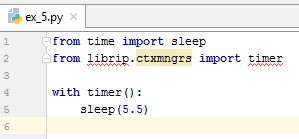 ex_5.py ×
1 from time import sleep
2 from librip.ctxmngrs import timer
3
4 with timer():
5     sleep(5.5)
6